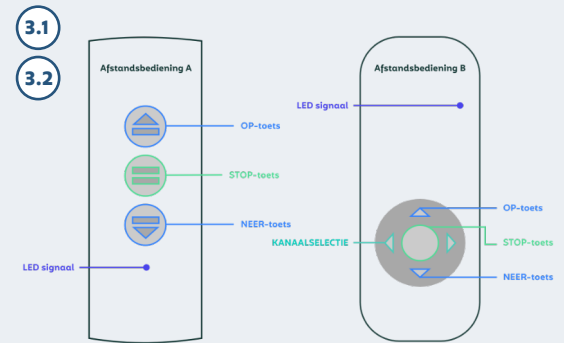 3.1
3.2
Afstandsbediening A
OP-toets
STOP-toets
NEER-toets
LED signaal
Afstandsbediening B
LED signaal
OP-toets
KANAALSELECTIE
STOP-toets
NEER-toets